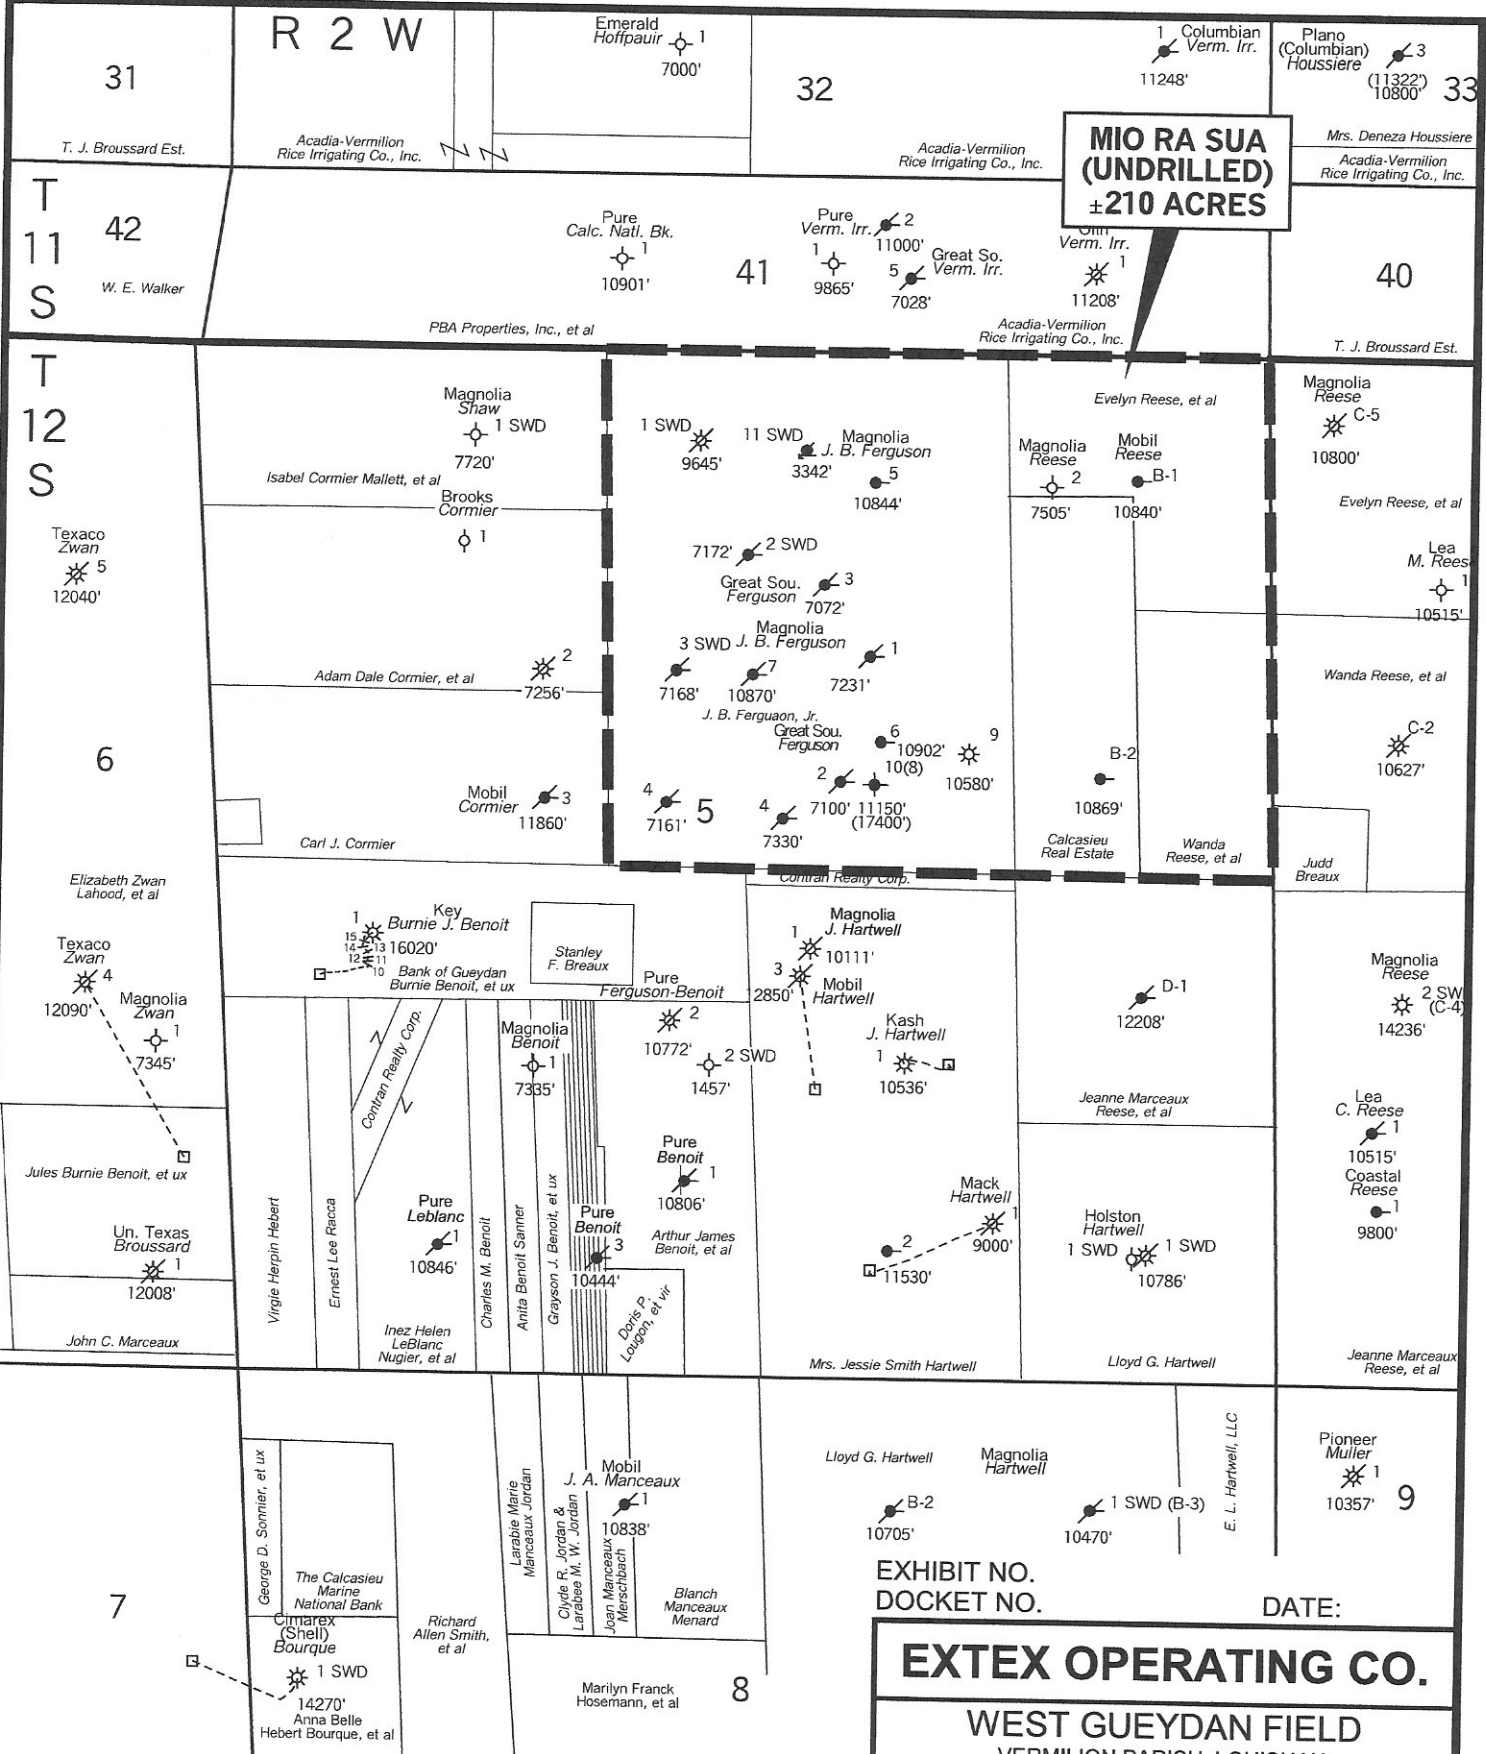 R 2 W
31
T. J. Broussard Est.
Acadia-Vermilion
Rice Irrigating Co., Inc.
Emerald
Hoffpauir
1
7000'
32
Acadia-Vermilion
Rice Irrigating Co., Inc.
1 Columbian
Verm. Irr.
11248'
Plano
(Columbian)
Houssiere
3
(11322')
10800'
33
Mrs. Deneza Houssiere
Acadia-Vermilion
Rice Irrigating Co., Inc.
MIO RA SUA
(UNDRILLED)
±210 ACRES
T
11
S
42
W. E. Walker
Pure
Calc. Natl. Bk.
1
10901'
PBA Properties, Inc., et al
41
Pure
Verm. Irr.
1
9865'
2
11000'
5
7028'
Great So.
Verm. Irr.
Verm. Irr.
1
11208'
Acadia-Vermilion
Rice Irrigating Co., Inc.
40
T. J. Broussard Est.
T
12
S
Magnolia
Shaw
1 SWD
7720'
Isabel Cormier Mallett, et al
Brooks
Cormier
1
Texaco
Zwan
5
12040'
Adam Dale Cormier, et al
2
7256'
6
Mobil
Cormier
3
11860'
Carl J. Cormier
Elizabeth Zwan
Lahood, et al
1 SWD
9645'
11 SWD
3342'
Magnolia
J. B. Ferguson
5
10844'
7172'
2 SWD
Great Sou.
Ferguson
3
7072'
Magnolia
J. B. Ferguson
3 SWD
7168'
7
10870'
1
7231'
J. B. Ferguaon, Jr.
Great Sou.
Ferguson
6
10902'
10(8)
9
10580'
2
7100'
11150'
(17400')
4
7161'
5
4
7330'
Evelyn Reese, et al
Magnolia
Reese
2
7505'
Mobil
Reese
B-1
10840'
B-2
10869'
Calcasieu
Real Estate
Wanda
Reese, et al
Magnolia
Reese
C-5
10800'
Evelyn Reese, et al
Lea
1
10515'
Wanda Reese, et al
C-2
10627'
Judd
Breaux
Contran Realty Corp.
Key
Burnie J. Benoit
1
16020'
15
14
13
12
11
10
Bank of Gueydan
Burnie Benoit, et ux
Stanley
F. Breaux
Texaco
Zwan
4
12090'
Magnolia
Zwan
1
7345'
Jules Burnie Benoit, et ux
Un. Texas
Broussard
1
12008'
John C. Marceaux
Virgie Herpin Hebert
Ernest Lee Racca
Contran Realty Corp.
Pure
Leblanc
1
10846'
Inez Helen
LeBlanc
Nugier, et al
Charles M. Benoit
Anita Benoit Sanner
Grayson J. Benoit, et ux
Magnolia
Benoit
1
7335'
Pure
Ferguson-Benoit
2
10772'
2 SWD
1457'
Pure
Benoit
1
10806'
Arthur James
Benoit, et al
Pure
Benoit
3
10444'
Doris P.
Lougon, et vir
Magnolia
J. Hartwell
1
10111'
3
Mobil
Hartwell
Kash
J. Hartwell
1
10536'
Mack
Hartwell
1
9000'
2
11530'
Mrs. Jessie Smith Hartwell
D-1
12208'
Jeanne Marceaux
Reese, et al
Holston
Hartwell
1 SWD
1 SWD
10786'
Lloyd G. Hartwell
Magnolia
Reese
2
(C-4)
14236'
Lea
C. Reese
1
10515'
Coastal
Reese
1
9800'
Jeanne Marceaux
Reese, et al
7
George D. Sonnier, et ux
The Calcasieu
Marine
National Bank
Cimarex
(Shell)
Bourque
1 SWD
14270'
Anna Belle
Hebert Bourque, et al
Richard
Allen Smith,
et al
Larabie Marie
Manceaux Jordan
Clyde R. Jordan &
Larabee M. W. Jordan
Joan Manceaux
Merschbach
Mobil
J. A. Manceaux
1
10838'
Blanch
Manceaux
Menard
Marilyn Franck
Hosemann, et al
8
Lloyd G. Hartwell
Magnolia
Hartwell
B-2
10705'
1 SWD (B-3)
10470'
E. L. Hartwell, LLC
Pioneer
Muller
1
10357'
9
EXHIBIT NO.
DOCKET NO.
DATE:
EXTEX OPERATING CO.
WEST GUEYDAN FIELD